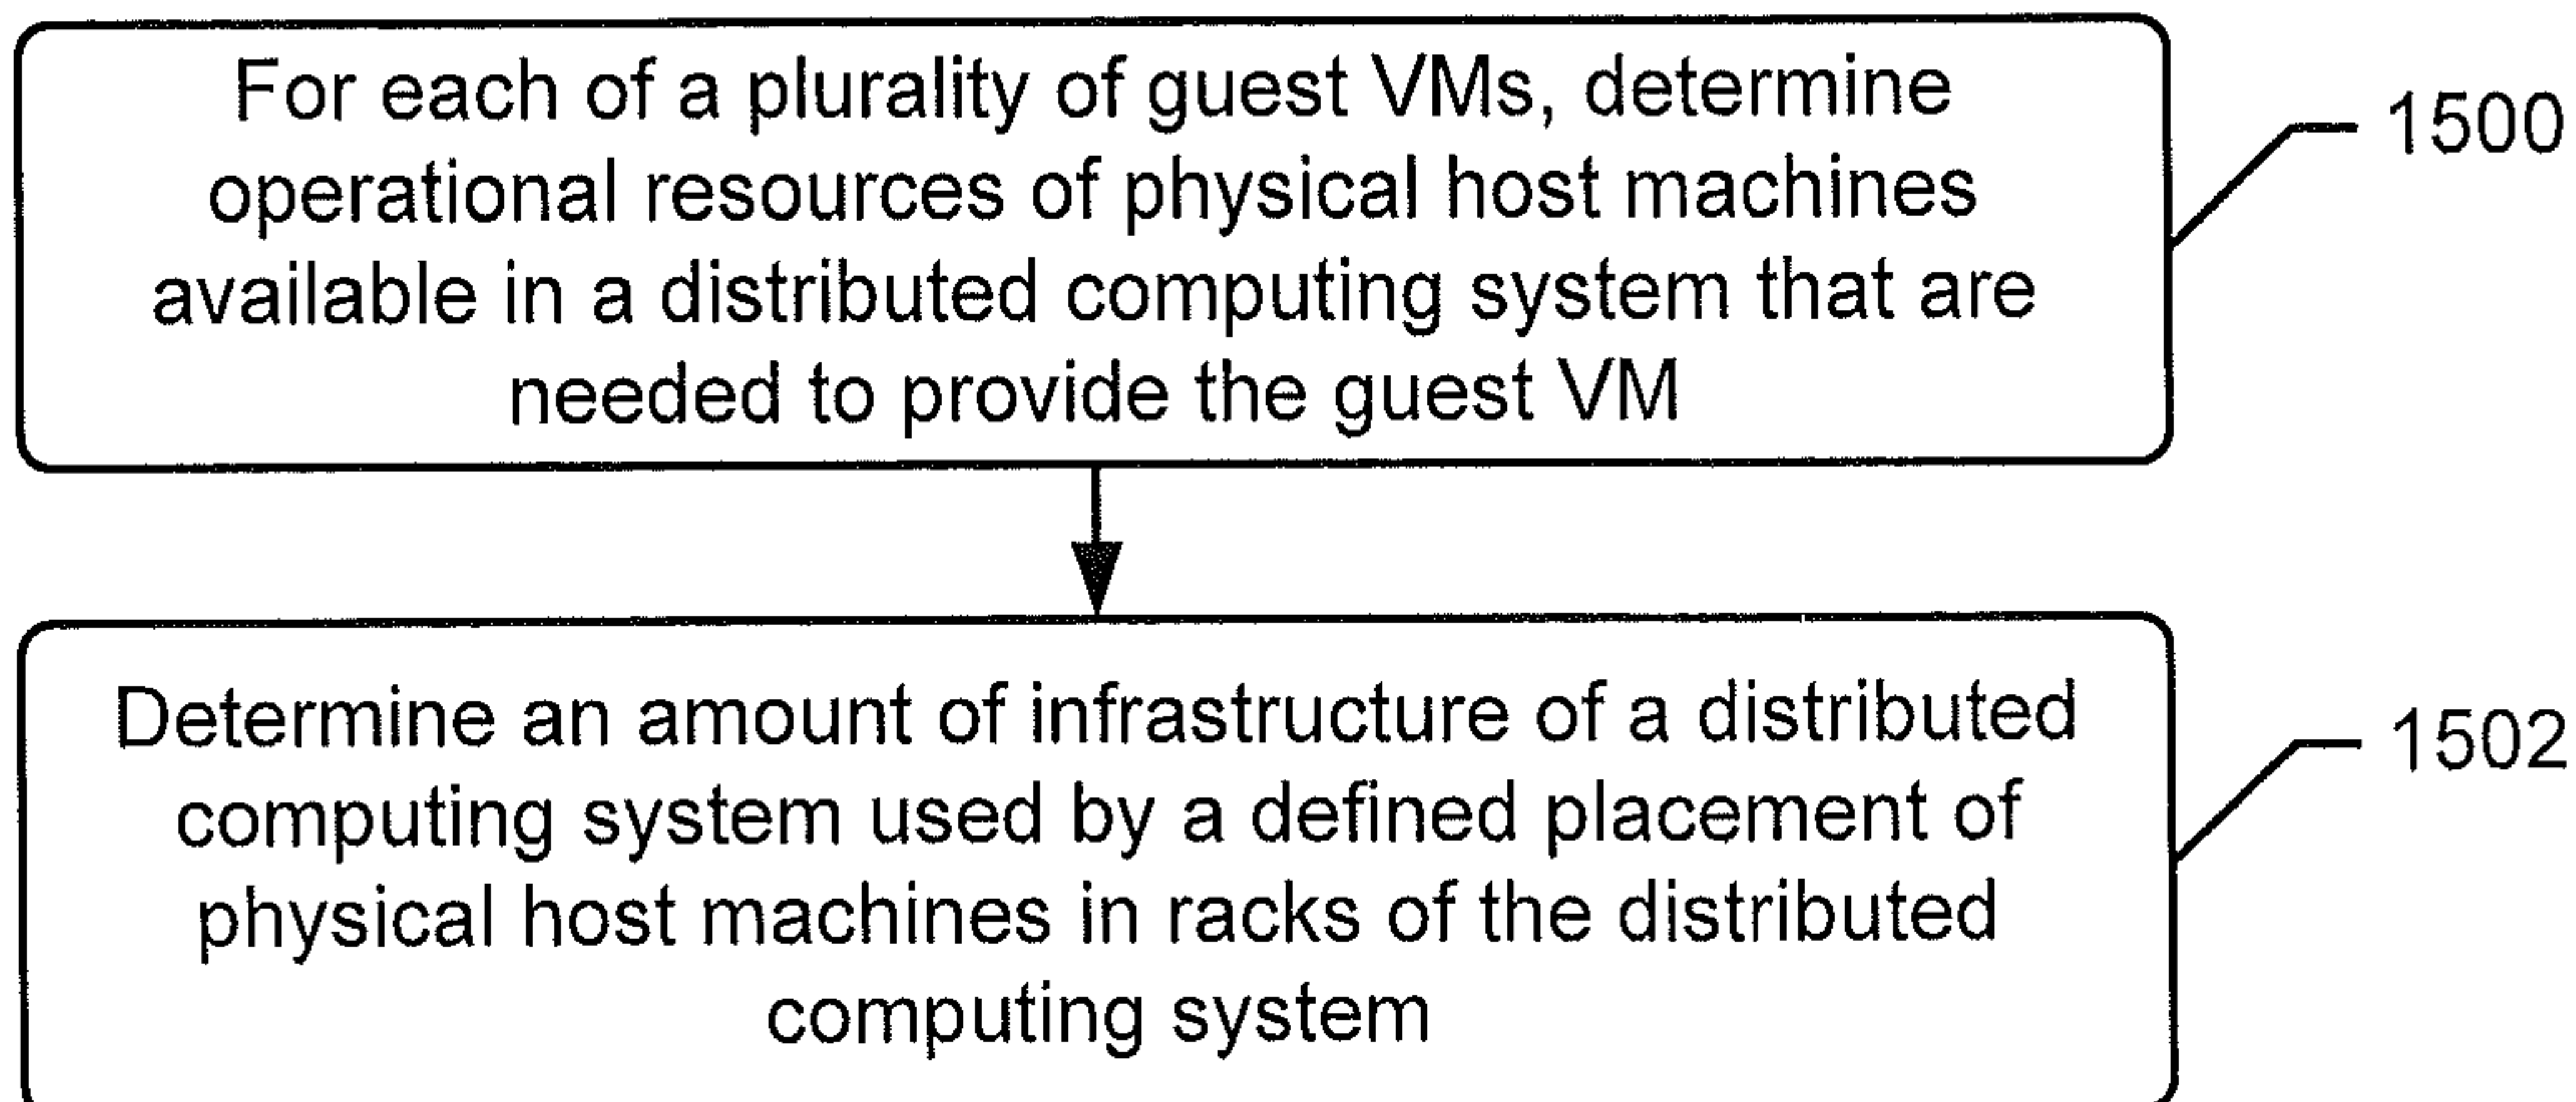 For each of a plurality of guest VMs, determine
operational resources of physical host machines
available in a distributed computing system that are
needed to provide the guest VM
1500
Determine an amount of infrastructure of a distributed
computing system used by a defined placement of
physical host machines in racks of the distributed
computing system
1502